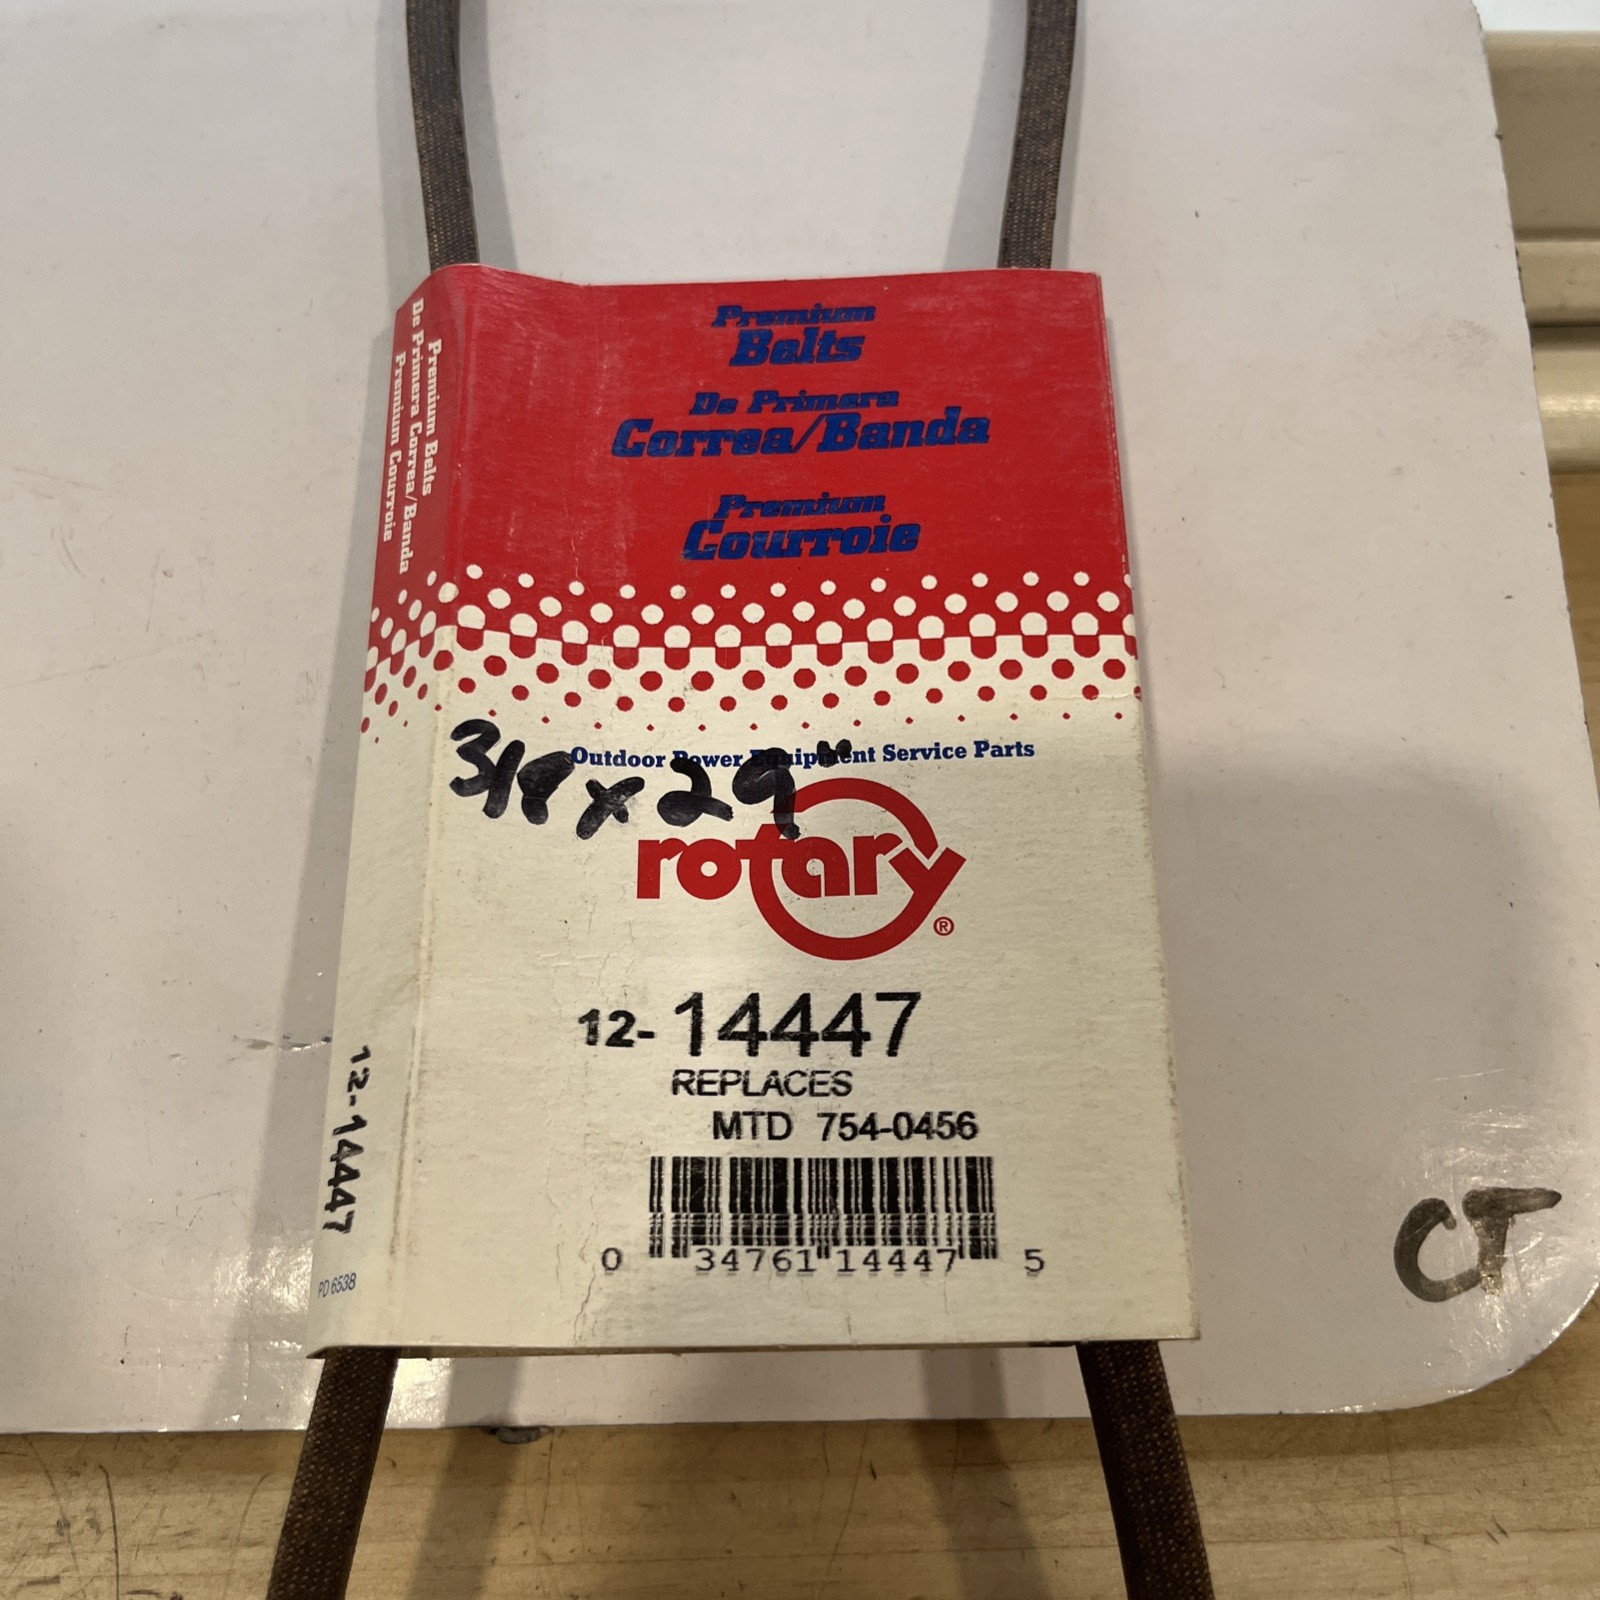 Premium
Belts
De Primera
Correa/Banda
Premium
Courroie
Premium Belts
De Primera Correa/Banda
Premium Courroie
Outdoor Power Equipment Service Parts
3/8 x 29"
rotary®
12-14447
REPLACES
MTD 754-0456
0 34761 14447 5
12-14447
PD 6538
CT